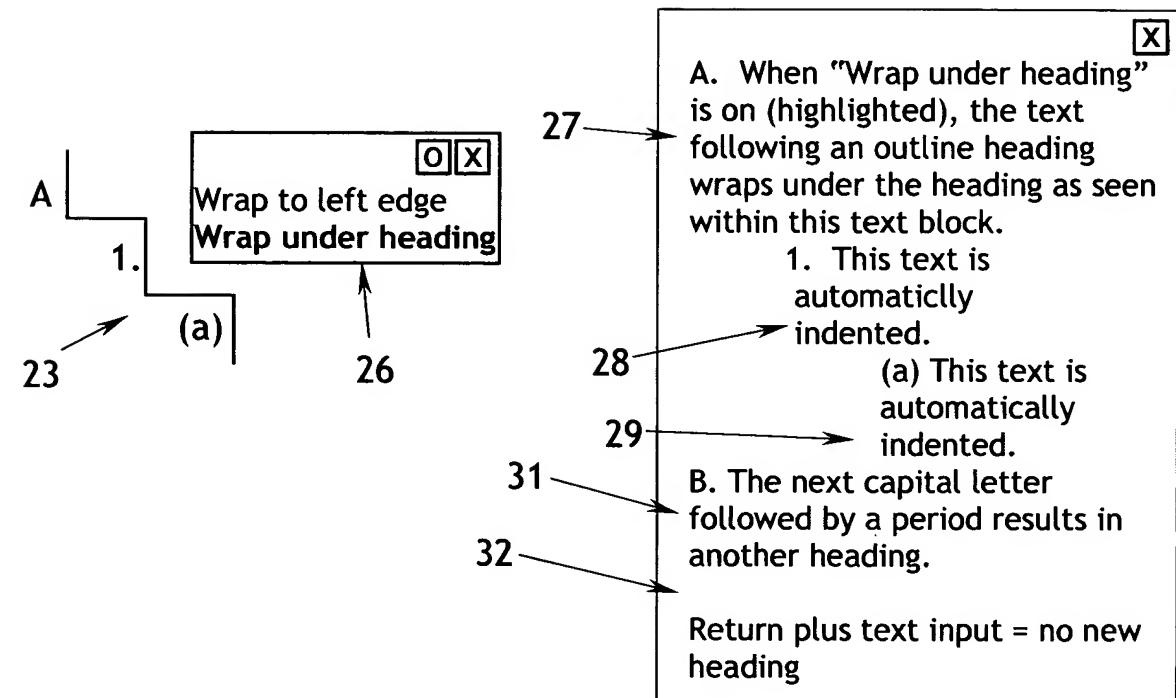 A
1.
(a)
23
O X
Wrap to left edge
Wrap under heading
26
X
A. When "Wrap under heading"
is on (highlighted), the text
following an outline heading
wraps under the heading as seen
within this text block.
1. This text is
automaticlly
indented.
(a) This text is
automatically
indented.
B. The next capital letter
followed by a period results in
another heading.
Return plus text input = no new
heading
27
28
29
31
32